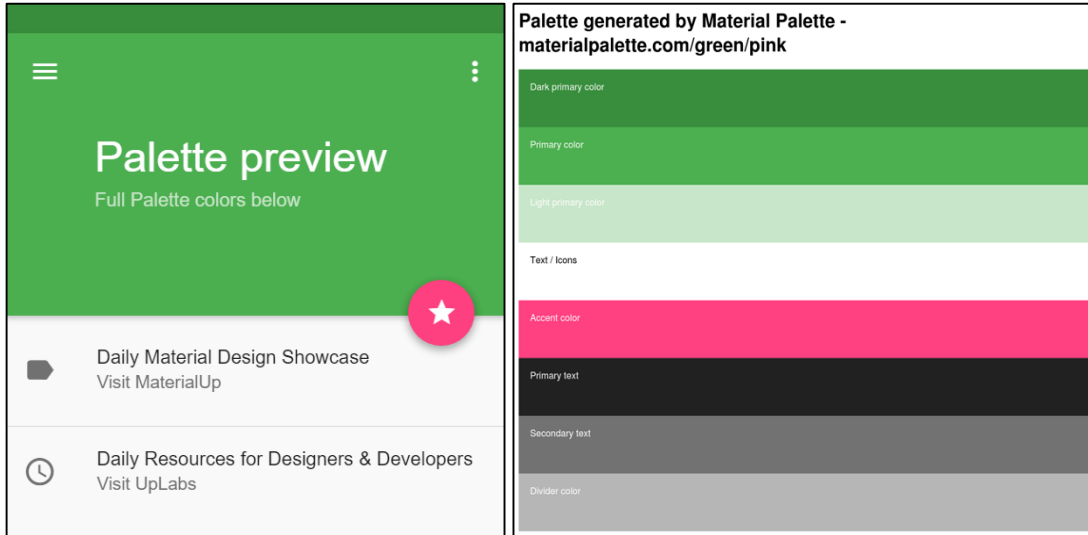 Palette preview
Full Palette colors below
Daily Material Design Showcase
Visit MaterialUp
Daily Resources for Designers & Developers
Visit UpLabs
Palette generated by Material Palette -
materialpalette.com/green/pink
Dark primary color
Primary color
Light primary color
Text / Icons
Accent color
Primary text
Secondary text
Divider color